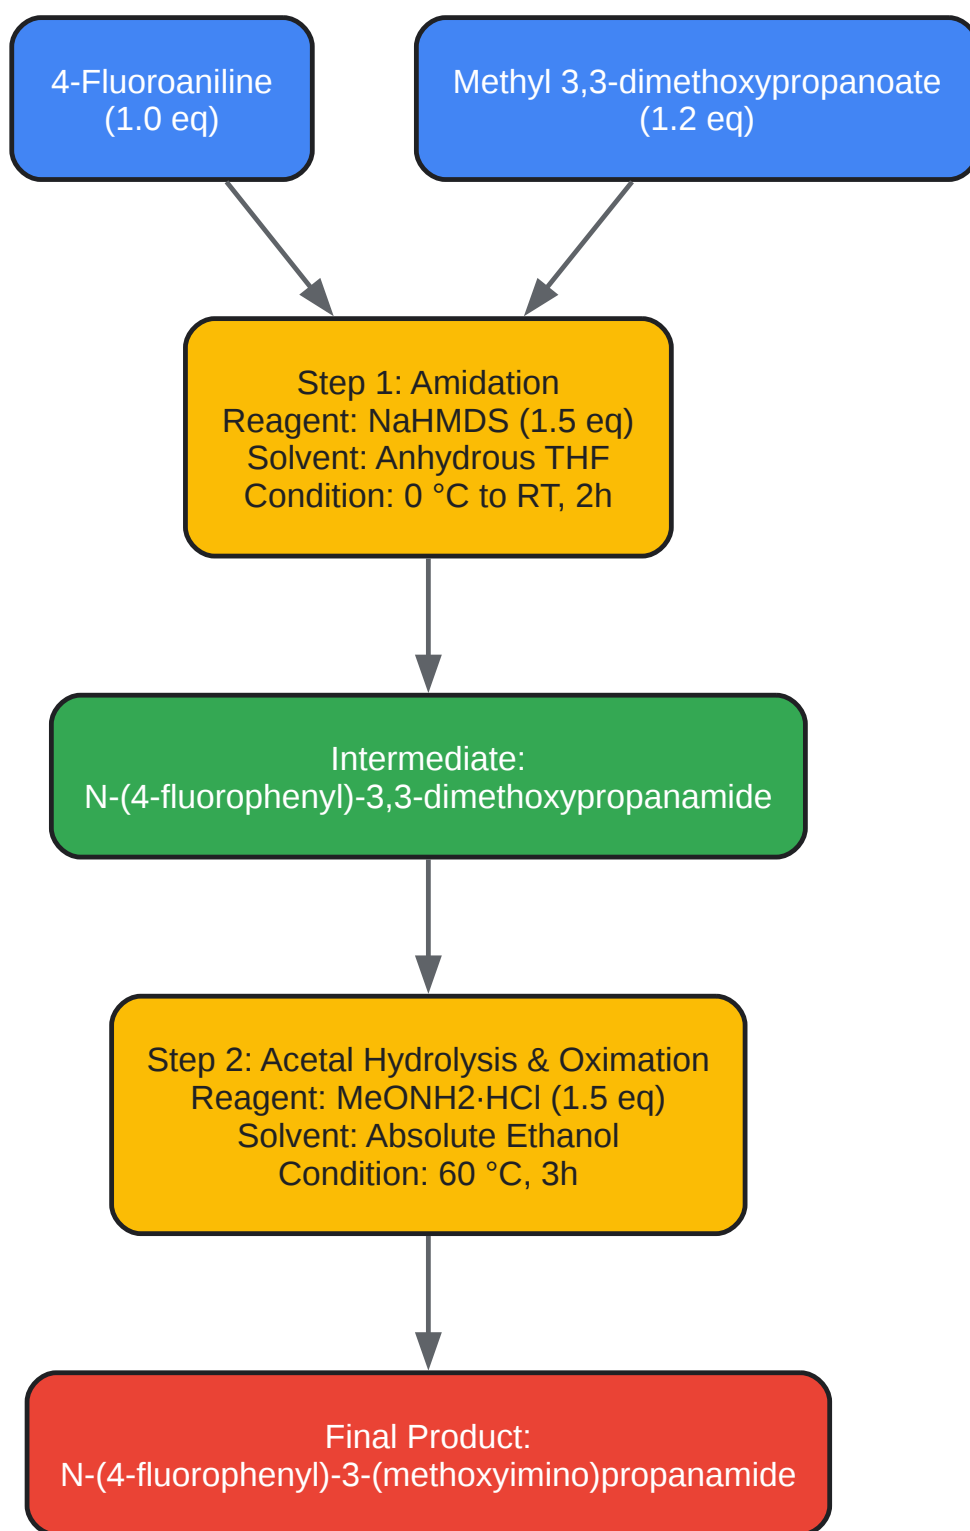 4-Fluoroaniline
(1.0 eq)
Methyl 3,3-dimethoxypropanoate
(1.2 eq)
Step 1: Amidation
Reagent: NaHMDS (1.5 eq)
Solvent: Anhydrous THF
Condition: 0 °C to RT, 2h
Intermediate:
N-(4-fluorophenyl)-3,3-dimethoxypropanamide
Step 2: Acetal Hydrolysis & Oximation
Reagent: MeONH2·HCl (1.5 eq)
Solvent: Absolute Ethanol
Condition: 60 °C, 3h
Final Product:
N-(4-fluorophenyl)-3-(methoxyimino)propanamide